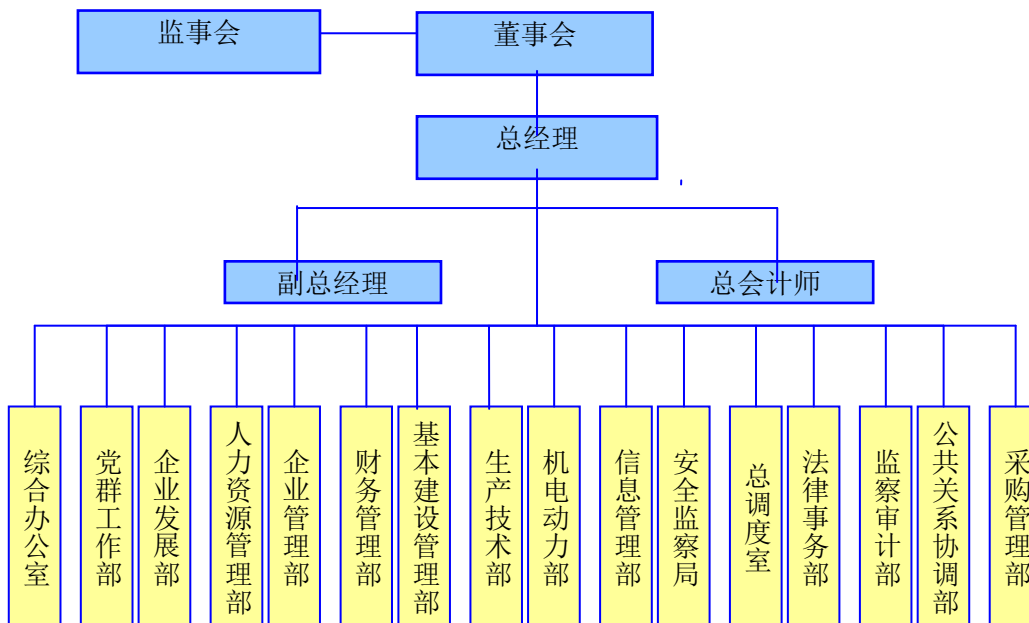 监事会
董事会
总经理
副总经理
总会计师
综合办公室
党群工作部
企业发展部
人力资源管理部
企业管理部
财务管理部
基本建设管理部
生产技术部
机电动力部
信息管理部
安全监察局
总调度室
法律事务部
监察审计部
公共关系协调部
采购管理部